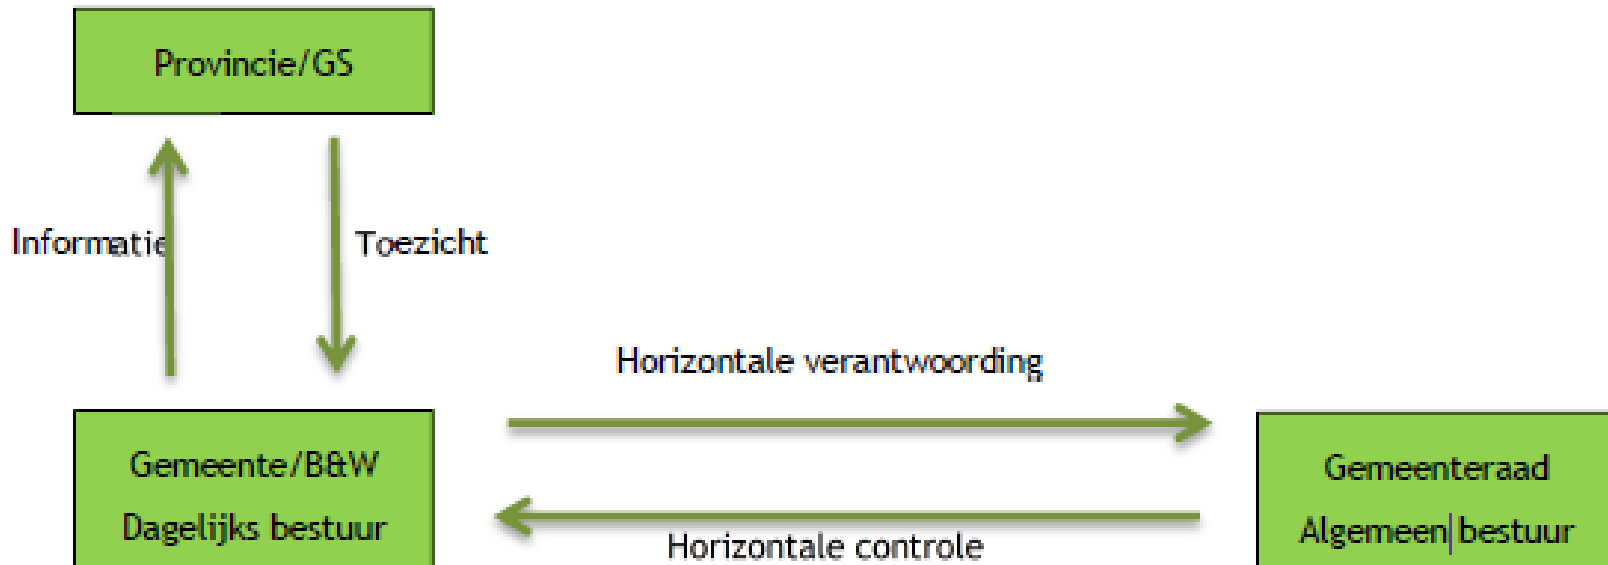 Provincie/GS
Informatie
Toezicht
Horizontale verantwoording
Gemeente/B&W
Dagelijks bestuur
Horizontale controle
Gemeenteraad
Algemeen bestuur